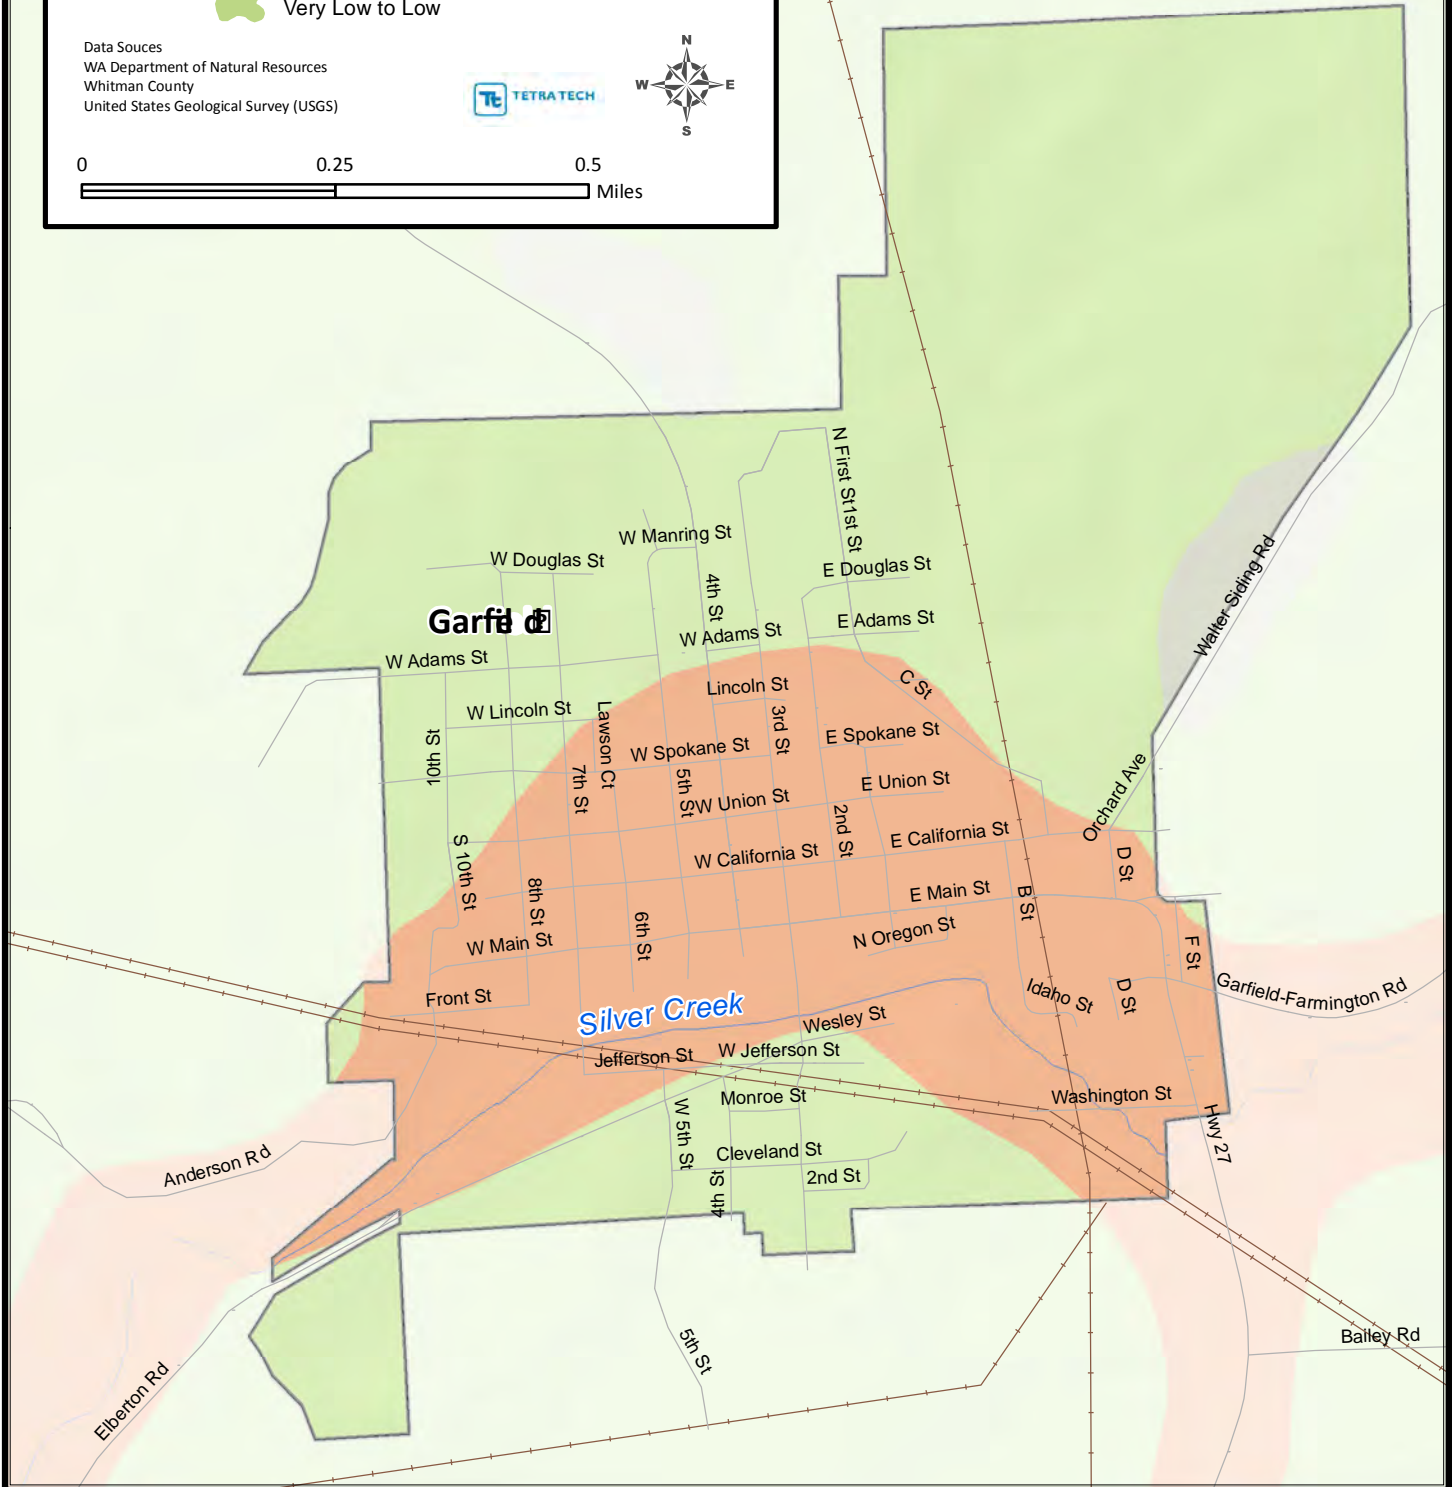 Very Low to Low
Data Souces
WA Department of Natural Resources
Whitman County
United States Geological Survey (USGS)
Tt TETRA TECH
N
W
E
S
0
0.25
0.5
Miles
N First St
1st St
W Manring St
W Douglas St
E Douglas St
4th St
Garfield
E Adams St
W Adams St
W Adams St
Walter Siding Rd
C St
Lincoln St
W Lincoln St
Lawson Ct
3rd St
10th St
W Spokane St
E Spokane St
7th St
5th St
W Union St
E Union St
Orchard Ave
2nd St
E California St
W California St
D St
S 10th St
8th St
E Main St
B St
6th St
W Main St
N Oregon St
F St
Front St
Silver Creek
Idaho St
D St
Garfield-Farmington Rd
Wesley St
Jefferson St
W Jefferson St
Monroe St
Washington St
W 5th St
Hwy 27
Cleveland St
Anderson Rd
4th St
2nd St
5th St
Bailey Rd
Elberton Rd